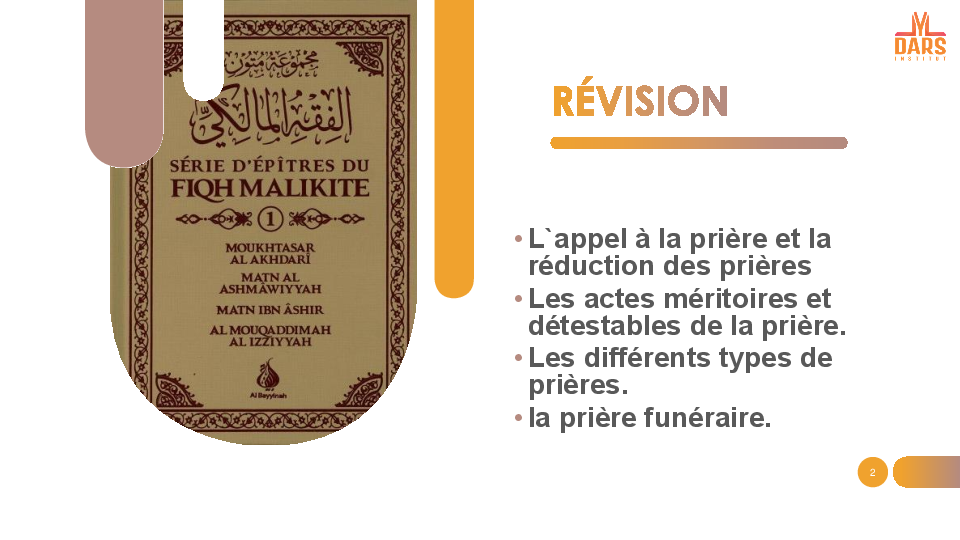 مجموعة متون
الفقه المالكي
SÉRIE D'ÉPÎTRES DU
FIQH MALIKITE
1
MOUKHTASAR
AL AKHDARÎ
MATN AL
ASHMÂWIYYAH
MATN IBN ÂSHIR
AL MOUQADDIMAH
AL IZZIYYAH
Al Bayyinah
M
DARS
INSTITUT
RÉVISION
• L`appel à la prière et la
réduction des prières
• Les actes méritoires et
détestables de la prière.
• Les différents types de
prières.
• la prière funéraire.
2